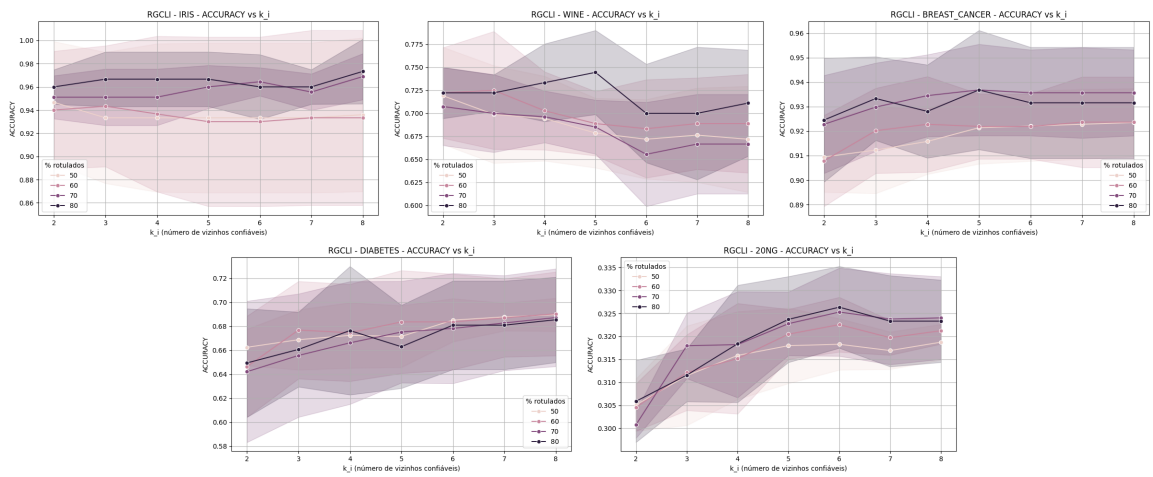 RGCLI - IRIS - ACCURACY vs k_i
1.00
0.98
0.96
0.94
0.92
0.90
0.88
0.86
ACCURACY
% rotulados
50
60
70
80
2 3 4 5 6 7 8
k_i (número de vizinhos confiáveis)
RGCLI - WINE - ACCURACY vs k_i
0.775
0.750
0.725
0.700
0.675
0.650
0.625
0.600
ACCURACY
% rotulados
50
60
70
80
2 3 4 5 6 7 8
k_i (número de vizinhos confiáveis)
RGCLI - BREAST_CANCER - ACCURACY vs k_i
0.96
0.95
0.94
0.93
0.92
0.91
0.90
0.89
ACCURACY
% rotulados
50
60
70
80
2 3 4 5 6 7 8
k_i (número de vizinhos confiáveis)
RGCLI - DIABETES - ACCURACY vs k_i
0.72
0.70
0.68
0.66
0.64
0.62
0.60
0.58
ACCURACY
% rotulados
50
60
70
80
2 3 4 5 6 7 8
k_i (número de vizinhos confiáveis)
RGCLI - 20NG - ACCURACY vs k_i
0.335
0.330
0.325
0.320
0.315
0.310
0.305
0.300
ACCURACY
% rotulados
50
60
70
80
2 3 4 5 6 7 8
k_i (número de vizinhos confiáveis)